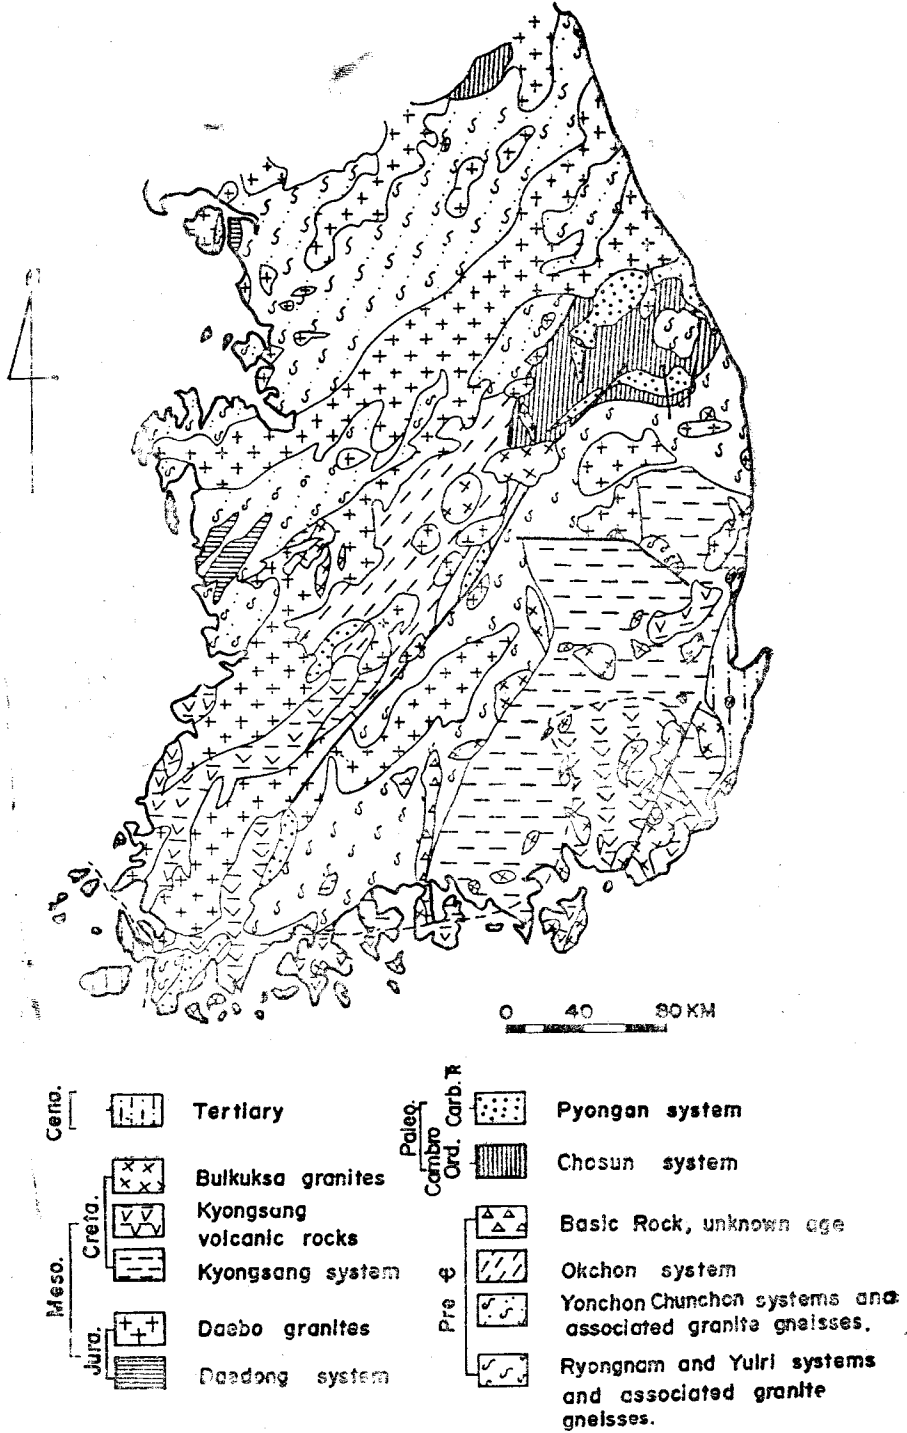 0 40 80 KM
Ceno.
Tertiary
Meso.
Creta.
Bulkuksa granites
Kyongsang
volcanic rocks
Kyongsang system
Jura.
Daebo granites
Daedong system
Paleo.
Carb. TR
Pyongan system
Cambro
Ord.
Chosun system
Pre Є
Basic Rock, unknown age
Okchon system
Yonchon Chunchon systems and
associated granite gneisses.
Ryongnam and Yulri systems
and associated granite
gneisses.